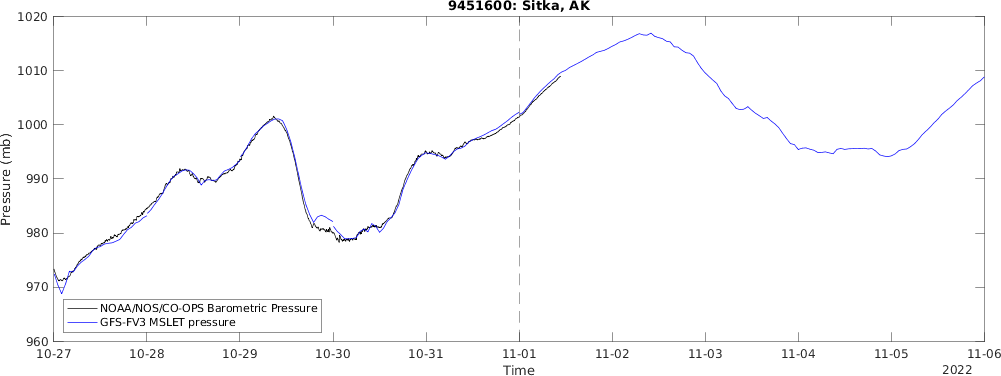 9451600: Sitka, AK
1020
1010
1000
990
980
970
960
Pressure (mb)
NOAA/NOS/CO-OPS Barometric Pressure
GFS-FV3 MSLET pressure
10-27 10-28 10-29 10-30 10-31 11-01 11-02 11-03 11-04 11-05 11-06
Time
2022